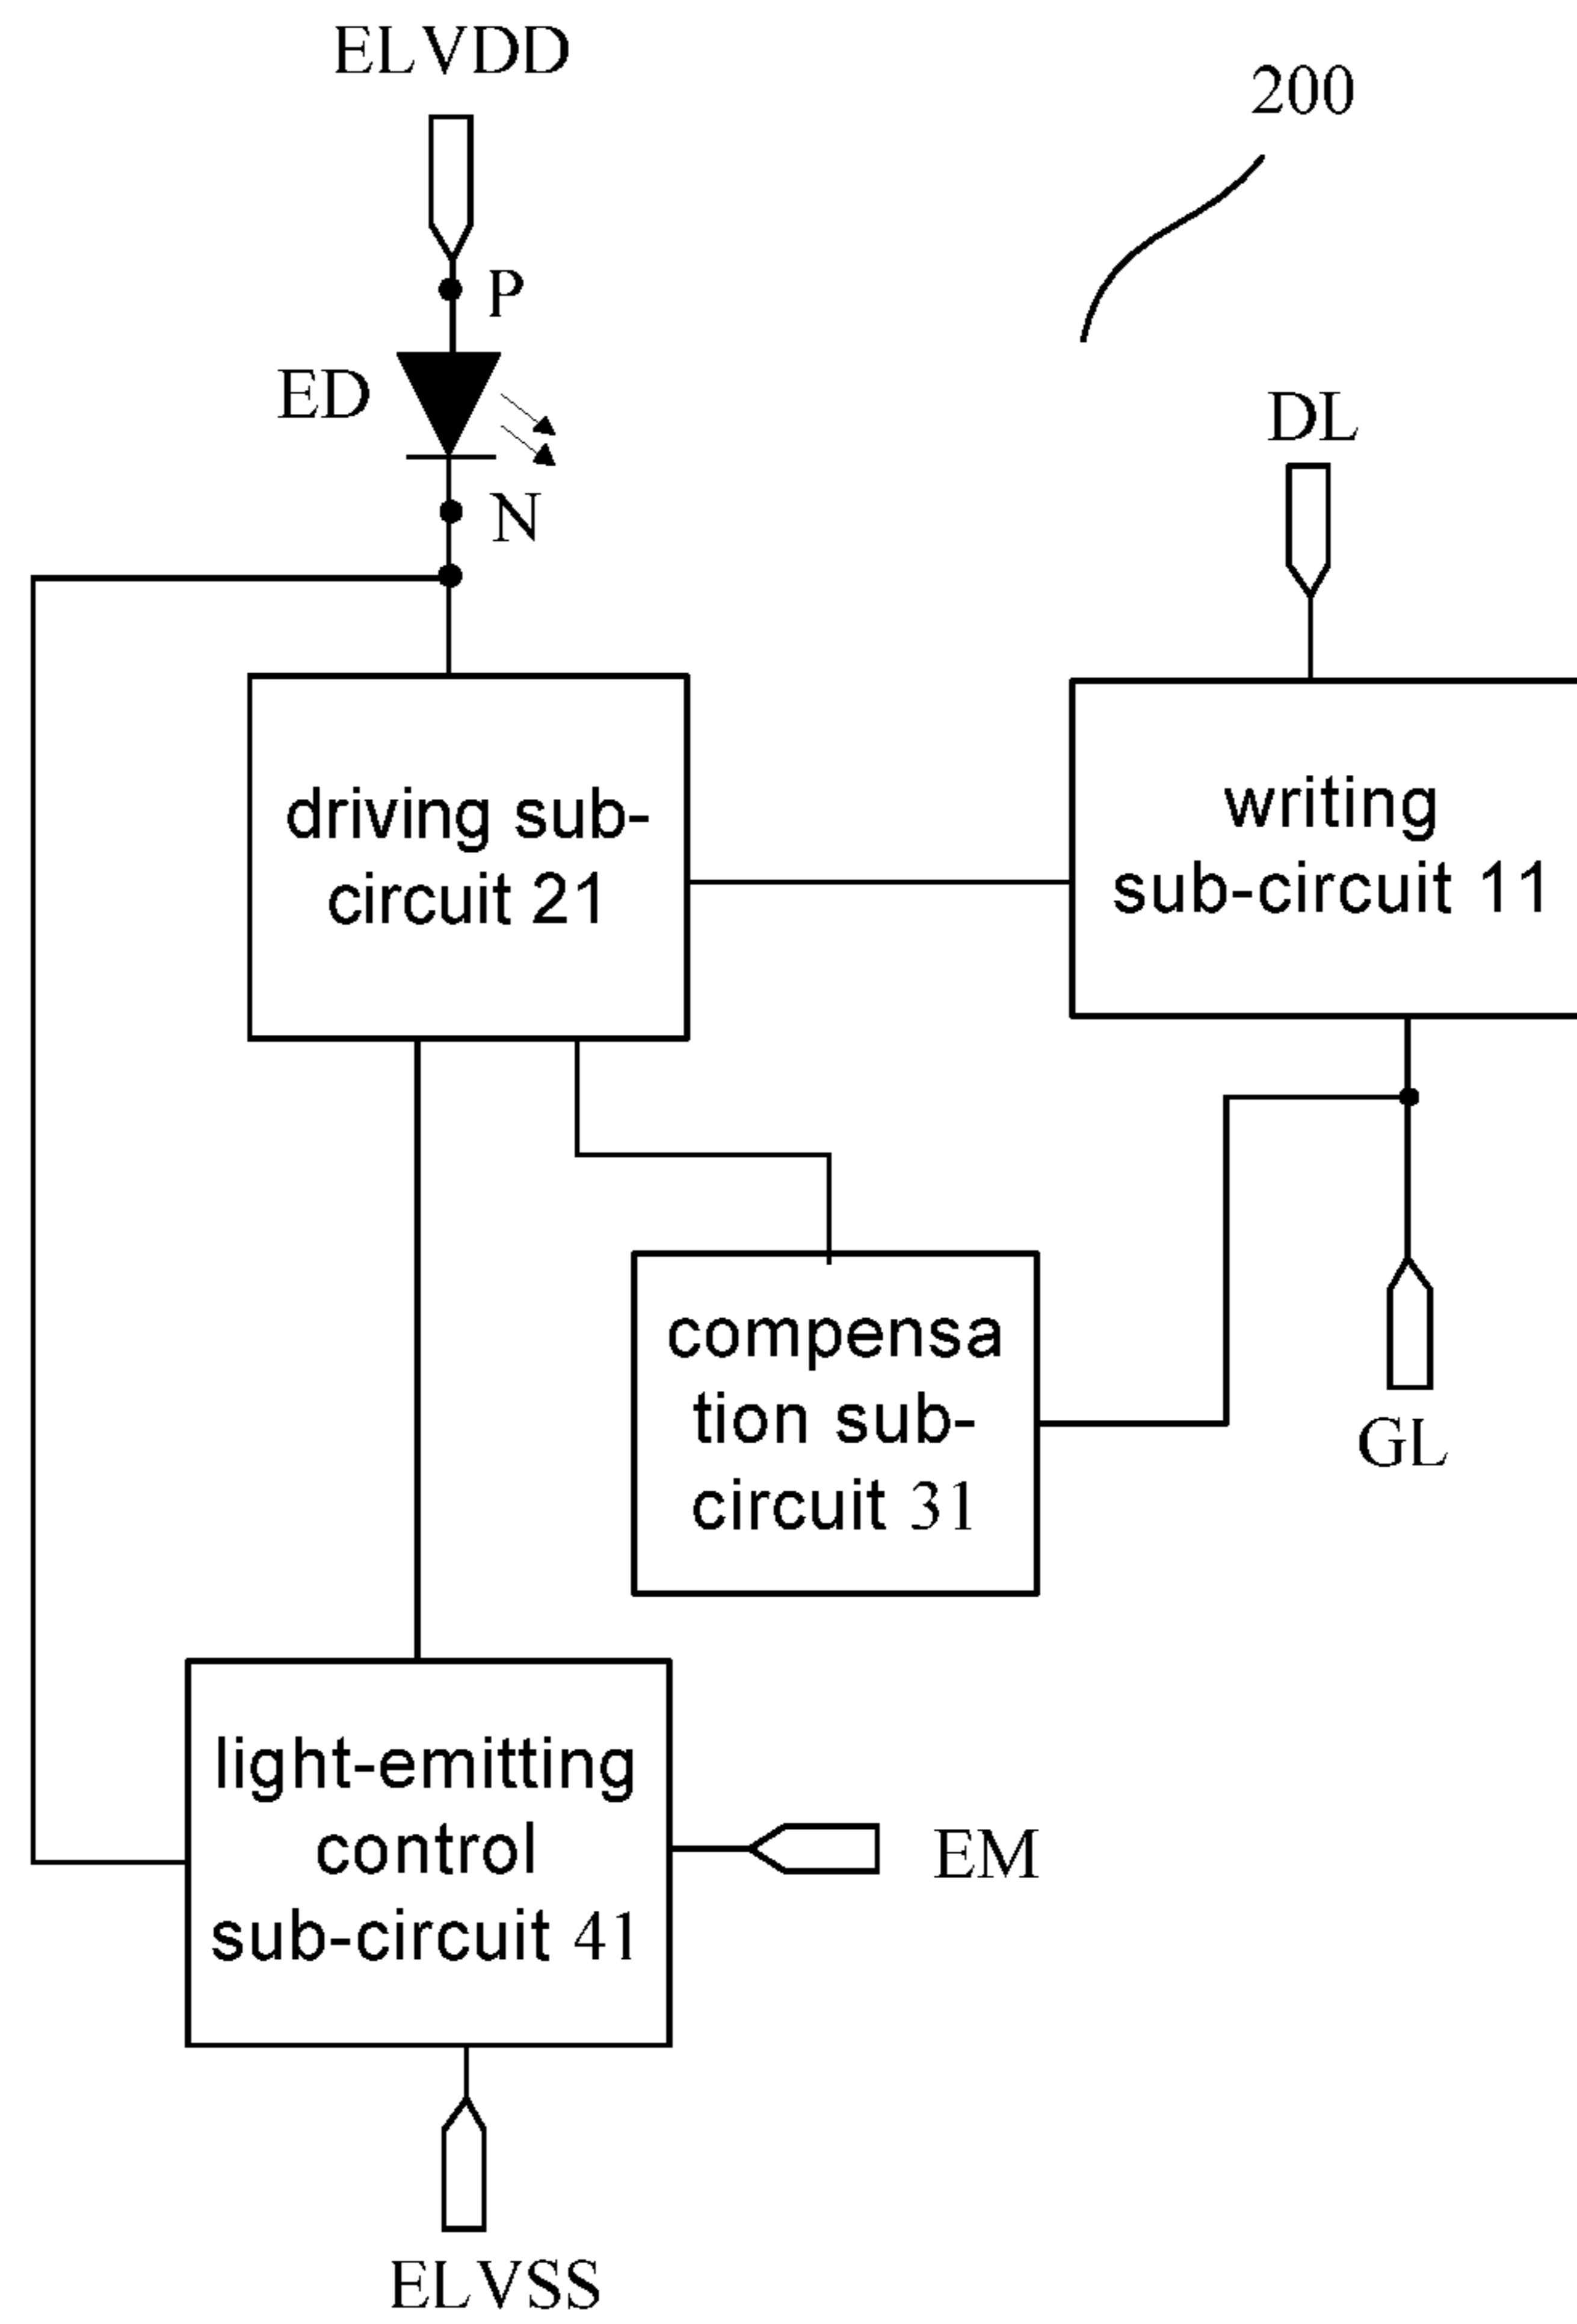 ELVDD
200
P
ED
DL
N
driving sub-
circuit 21
writing
sub-circuit 11
compensa
tion sub-
circuit 31
GL
light-emitting
control
sub-circuit 41
EM
ELVSS